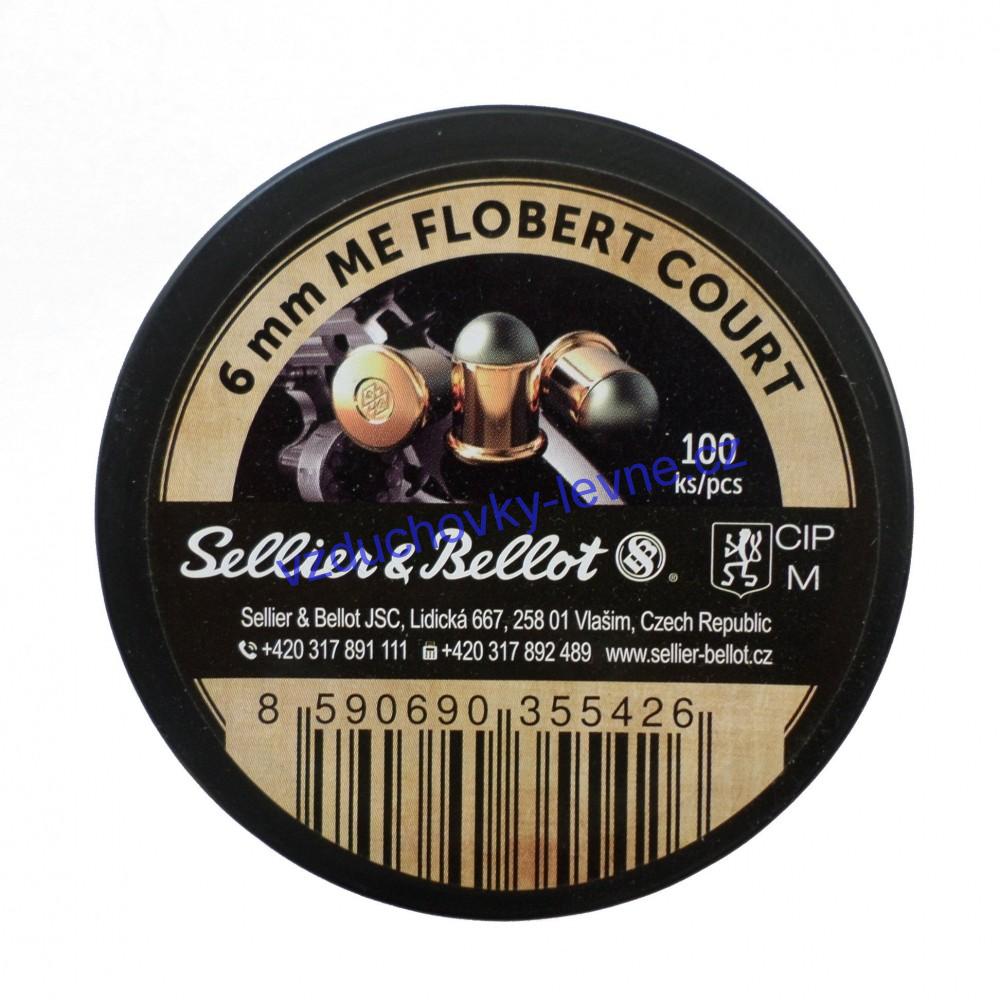 6 mm ME FLOBERT COURT
100
ks/pcs
vzduchovky-levne.cz
Sellier & Bellot
S&B
®
CIP
M
Sellier & Bellot JSC, Lidická 667, 258 01 Vlašim, Czech Republic
+420 317 891 111 +420 317 892 489 www.sellier-bellot.cz
8 590690 355426